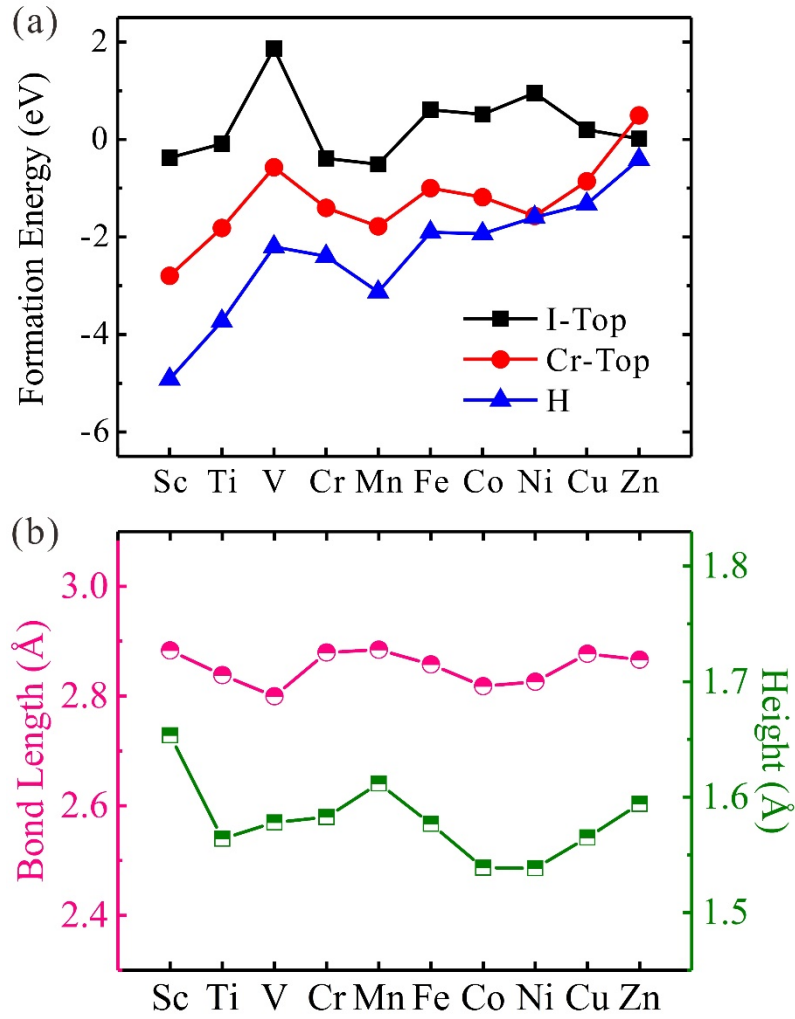 (a)
Formation Energy (eV)
2
0
-2
-4
-6
I-Top
Cr-Top
H
Sc Ti V Cr Mn Fe Co Ni Cu Zn
(b)
Bond Length (Å)
3.0
2.8
2.6
2.4
1.8
1.7
1.6
1.5
Height (Å)
Sc Ti V Cr Mn Fe Co Ni Cu Zn